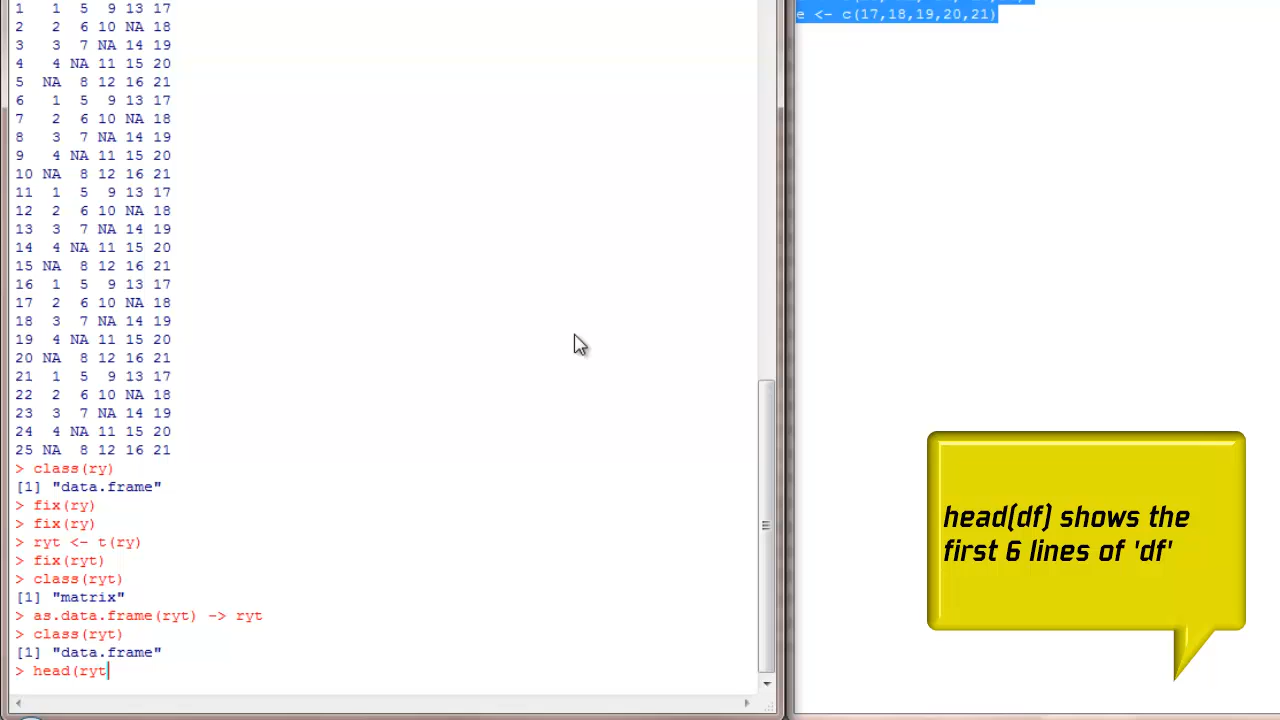 1 1 5 9 13 17
2 2 6 10 NA 18
3 3 7 NA 14 19
4 4 NA 11 15 20
5 NA 8 12 16 21
6 1 5 9 13 17
7 2 6 10 NA 18
8 3 7 NA 14 19
9 4 NA 11 15 20
10 NA 8 12 16 21
11 1 5 9 13 17
12 2 6 10 NA 18
13 3 7 NA 14 19
14 4 NA 11 15 20
15 NA 8 12 16 21
16 1 5 9 13 17
17 2 6 10 NA 18
18 3 7 NA 14 19
19 4 NA 11 15 20
20 NA 8 12 16 21
21 1 5 9 13 17
22 2 6 10 NA 18
23 3 7 NA 14 19
24 4 NA 11 15 20
25 NA 8 12 16 21
> class(ry)
[1] "data.frame"
> fix(ry)
> fix(ry)
> ryt <- t(ry)
> fix(ryt)
> class(ryt)
[1] "matrix"
> as.data.frame(ryt) -> ryt
> class(ryt)
[1] "data.frame"
> head(ryt
e <- c(17,18,19,20,21)
head(df) shows the
first 6 lines of 'df'